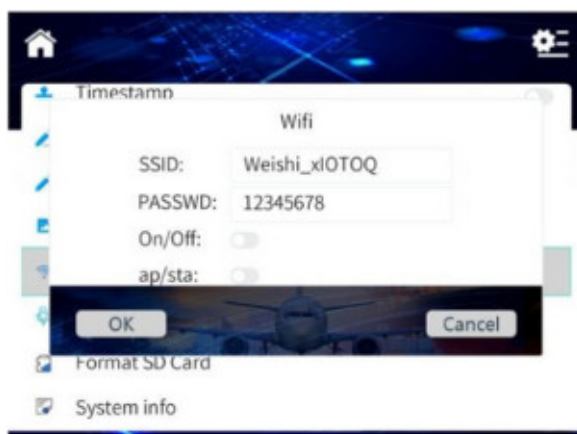 Timestamp
Wifi
SSID: Weishi_xIOTOQ
PASSWD: 12345678
On/Off:
ap/sta:
OK Cancel
Format SD Card
System info